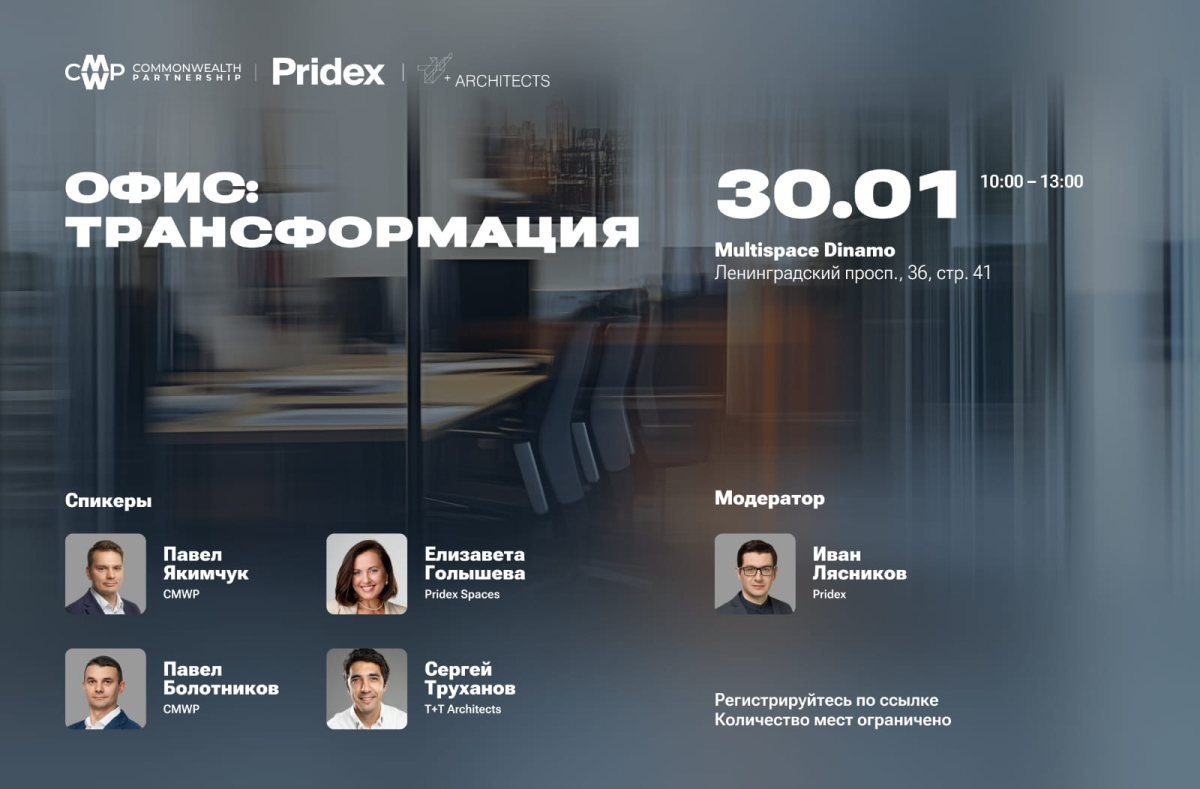 CMWP COMMONWEALTH
PARTNERSHIP
Pridex
+ ARCHITECTS
ОФИС:
ТРАНСФОРМАЦИЯ
30.01
10:00 – 13:00
Multispace Dinamo
Ленинградский просп., 36, стр. 41
Спикеры
Павел
Якимчук
CMWP
Елизавета
Голышева
Pridex Spaces
Павел
Болотников
CMWP
Сергей
Труханов
T+T Architects
Модератор
Иван
Лясников
Pridex
Регистрируйтесь по ссылке
Количество мест ограничено